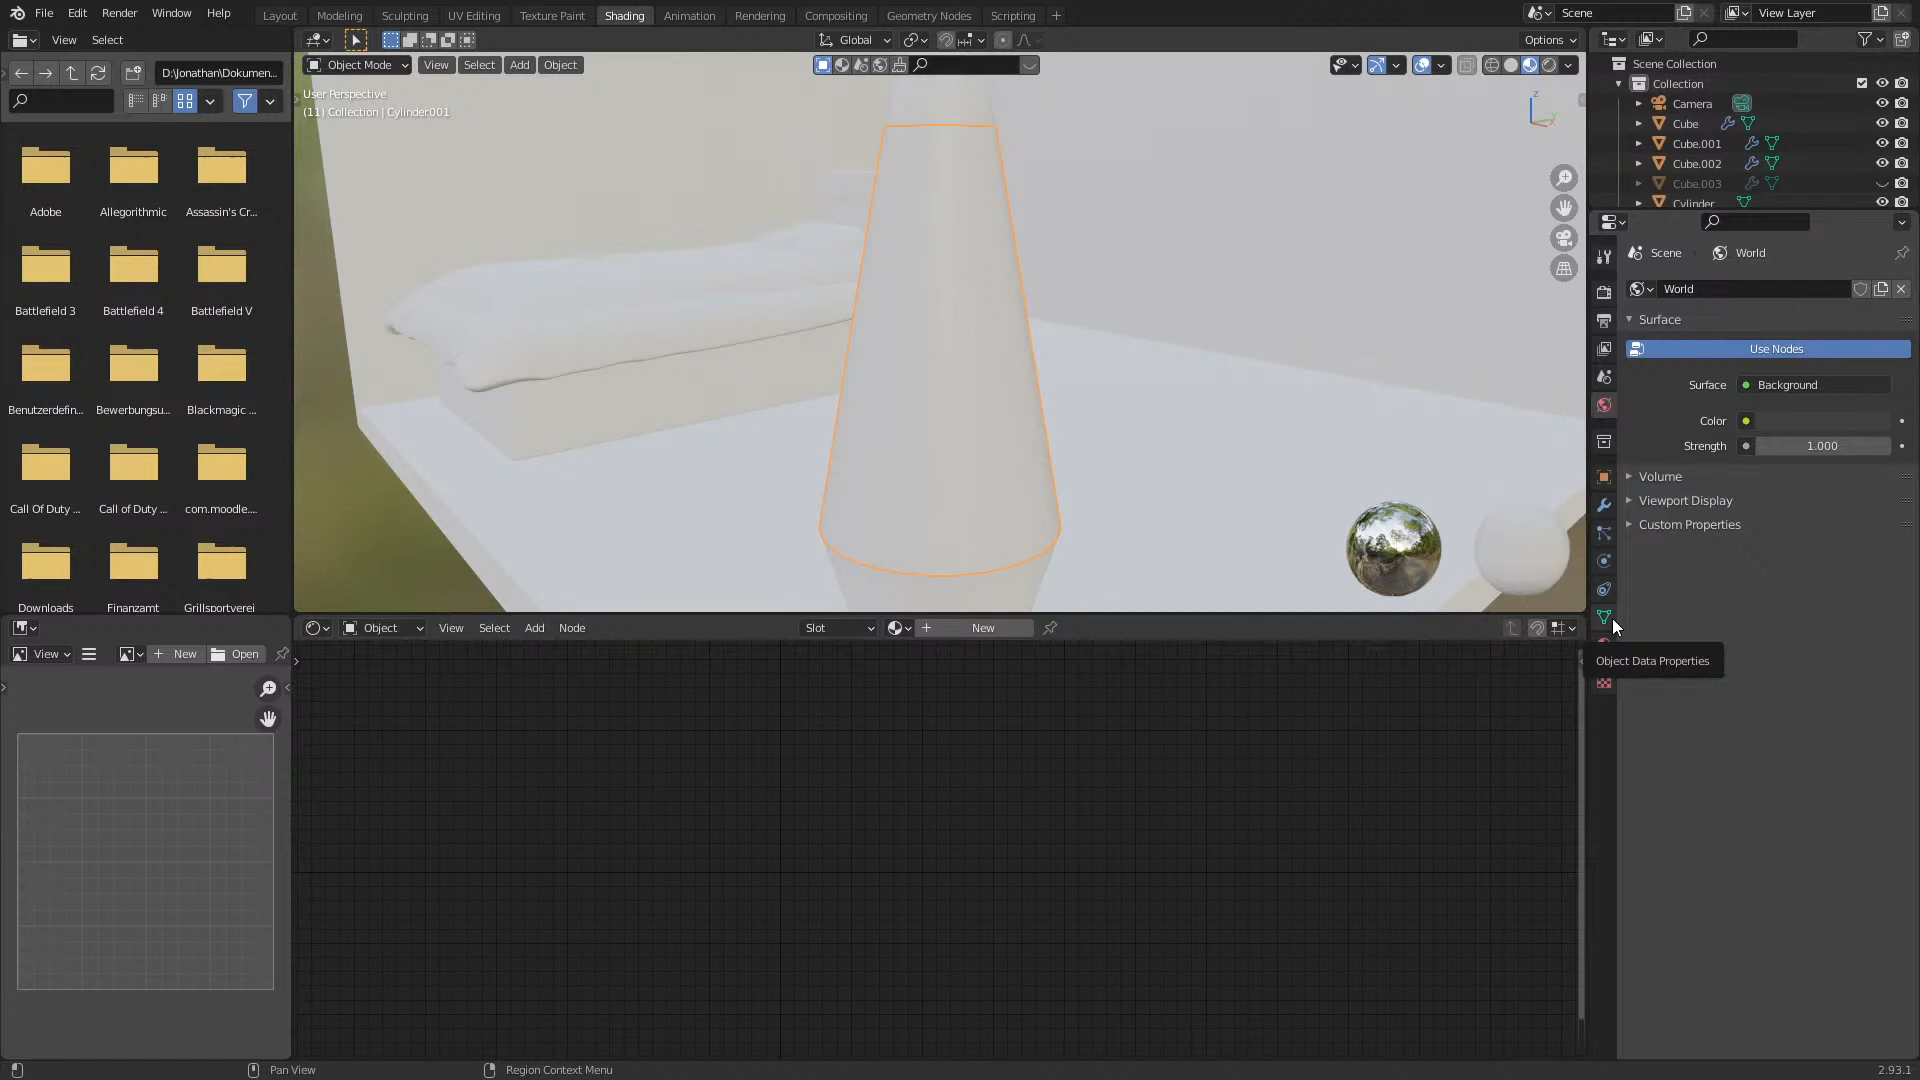 File Edit Render Window Help
Layout Modeling Sculpting UV Editing Texture Paint Shading Animation Rendering Compositing Geometry Nodes Scripting +
Scene
View Layer
View Select
Global
Options
D:\Jonathan\Dokumen...
Object Mode View Select Add Object
User Perspective
(11) Collection | Cylinder.001
Scene Collection
Collection
Camera
Cube
Cube.001
Cube.002
Cube.003
Cylinder
Adobe Allegorithmic Assassin's Cr...
Battlefield 3 Battlefield 4 Battlefield V
Benutzerdefin... Bewerbungsu... Blackmagic ...
Call Of Duty ... Call of Duty ... com.moodle....
Downloads Finanzamt Grillsportverei
Scene World
World
Surface
Use Nodes
Surface Background
Color
Strength 1.000
Volume
Viewport Display
Custom Properties
Object Data Properties
Object View Select Add Node Slot + New
View + New Open
Pan View Region Context Menu 2.93.1